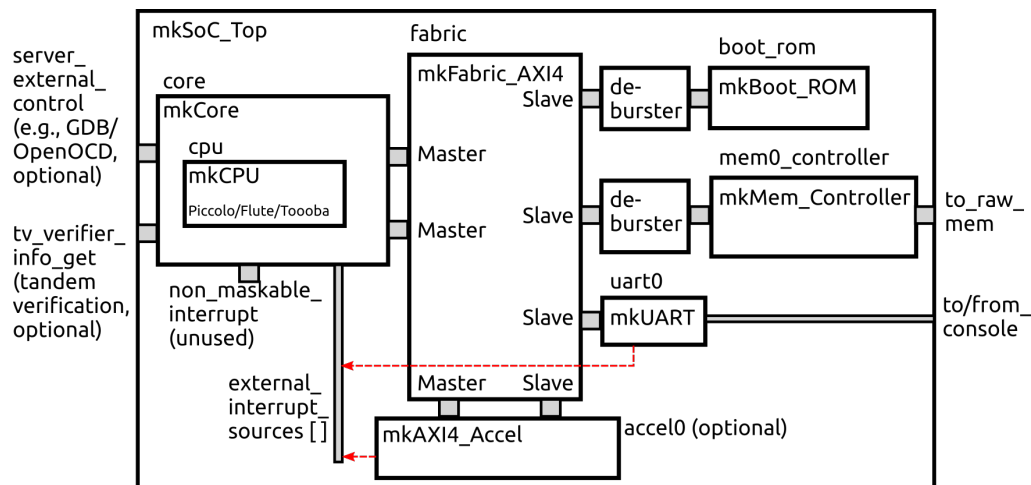 mkSoC_Top
server_
external_
control
(e.g., GDB/
OpenOCD,
optional)
tv_verifier_
info_get
(tandem
verification,
optional)
core
mkCore
cpu
mkCPU
Piccolo/Flute/Toooba
non_maskable_
interrupt
(unused)
external_
interrupt_
sources [ ]
fabric
mkFabric_AXI4
Master
Master
Slave
Slave
Slave
Master Slave
de-
burster
boot_rom
mkBoot_ROM
de-
burster
mem0_controller
mkMem_Controller
to_raw_
mem
uart0
mkUART
to/from_
console
mkAXI4_Accel
accel0 (optional)